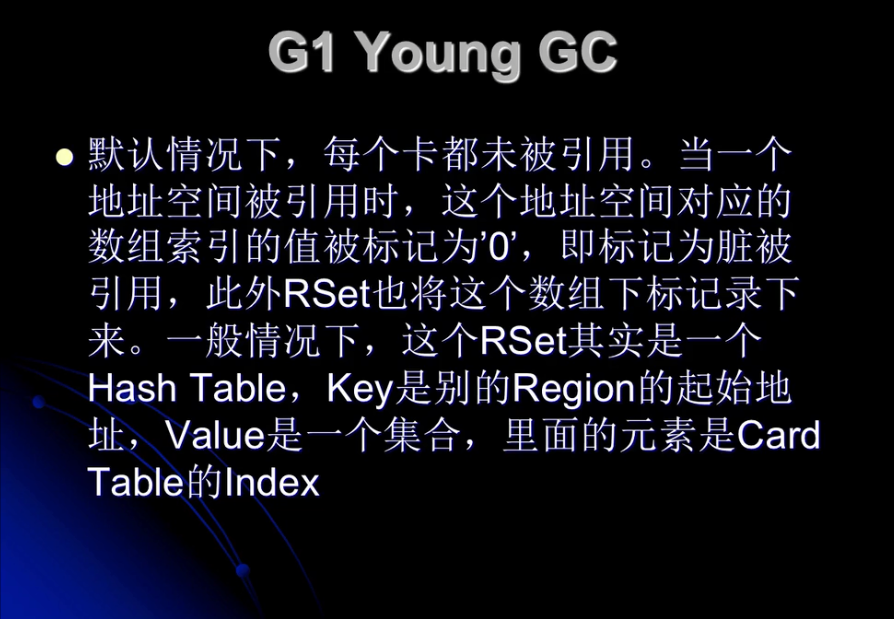 G1 Young GC
默认情况下，每个卡都未被引用。当一个
地址空间被引用时，这个地址空间对应的
数组索引的值被标记为’0’，即标记为脏被
引用，此外RSet也将这个数组下标记录下
来。一般情况下，这个RSet其实是一个
Hash Table，Key是别的Region的起始地
址，Value是一个集合，里面的元素是Card
Table的Index